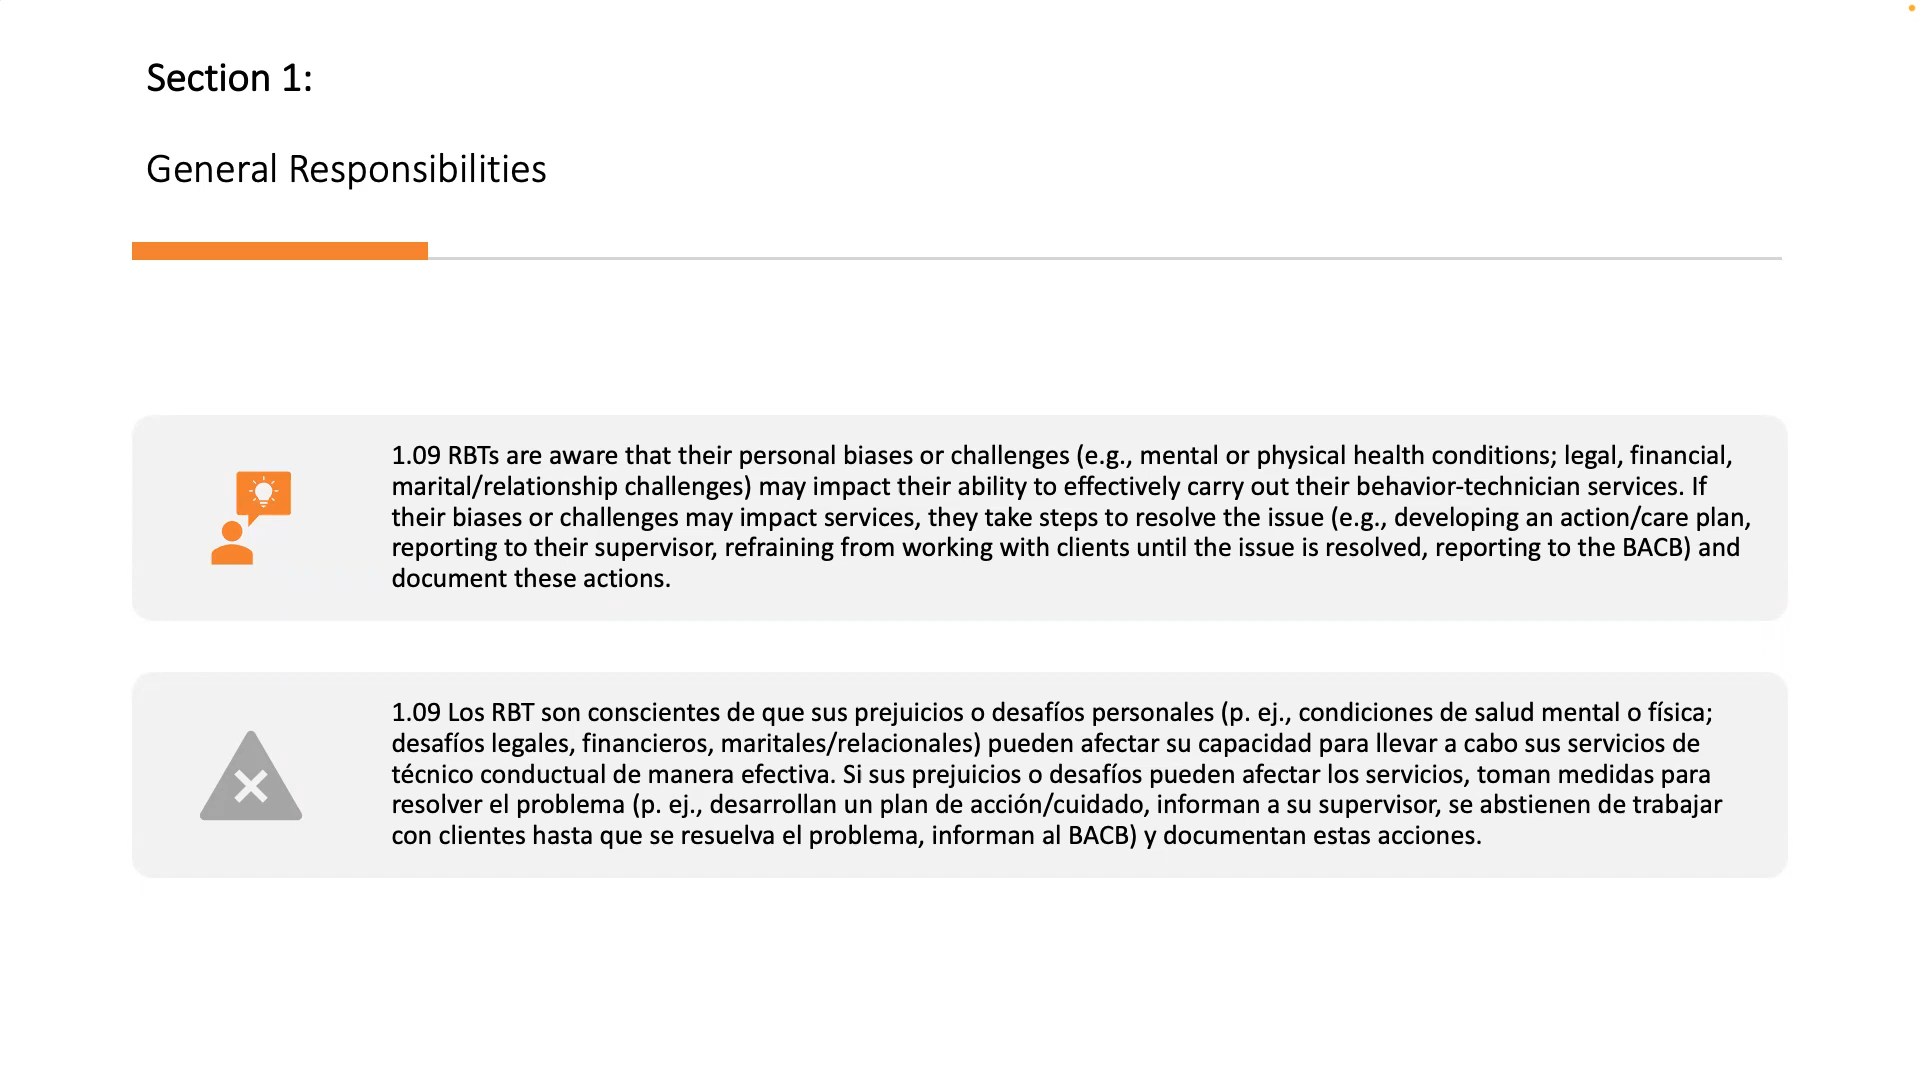 Section 1:
General Responsibilities
1.09 RBTs are aware that their personal biases or challenges (e.g., mental or physical health conditions; legal, financial,
marital/relationship challenges) may impact their ability to effectively carry out their behavior-technician services. If
their biases or challenges may impact services, they take steps to resolve the issue (e.g., developing an action/care plan,
reporting to their supervisor, refraining from working with clients until the issue is resolved, reporting to the BACB) and
document these actions.
1.09 Los RBT son conscientes de que sus prejuicios o desafíos personales (p. ej., condiciones de salud mental o física;
desafíos legales, financieros, maritales/relacionales) pueden afectar su capacidad para llevar a cabo sus servicios de
técnico conductual de manera efectiva. Si sus prejuicios o desafíos pueden afectar los servicios, toman medidas para
resolver el problema (p. ej., desarrollan un plan de acción/cuidado, informan a su supervisor, se abstienen de trabajar
con clientes hasta que se resuelva el problema, informan al BACB) y documentan estas acciones.